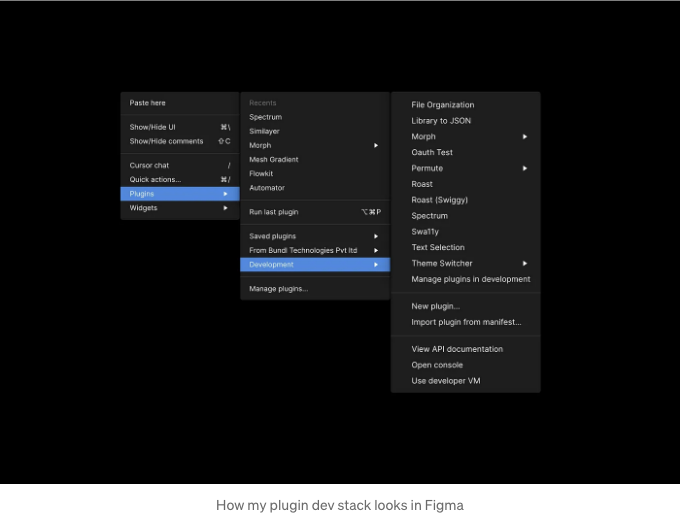 Paste here
Show/Hide UI ⌘\
Show/Hide comments ⇧C
Cursor chat /
Quick actions... ⌘/
Plugins
Widgets
Recents
Spectrum
Similayer
Morph
Mesh Gradient
Flowkit
Automator
Run last plugin ⌥⌘P
Saved plugins
From Bundl Technologies Pvt ltd
Development
Manage plugins...
File Organization
Library to JSON
Morph
Oauth Test
Permute
Roast
Roast (Swiggy)
Spectrum
Swa11y
Text Selection
Theme Switcher
Manage plugins in development
New plugin...
Import plugin from manifest...
View API documentation
Open console
Use developer VM
How my plugin dev stack looks in Figma